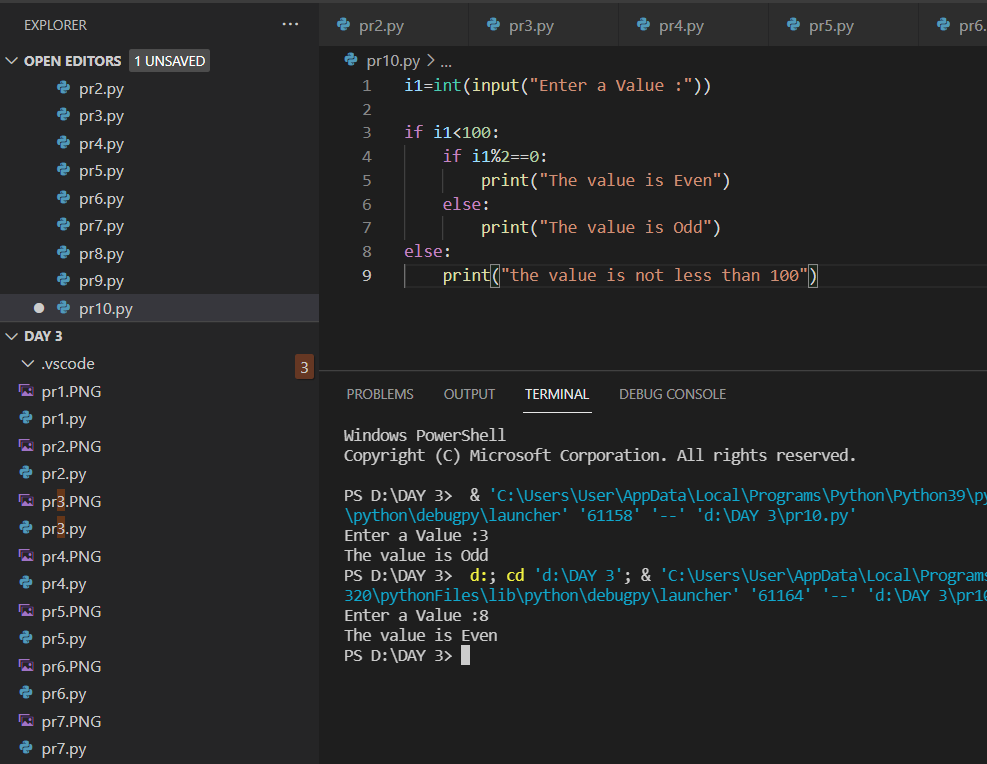 EXPLORER
...
OPEN EDITORS 1 UNSAVED
pr2.py
pr3.py
pr4.py
pr5.py
pr6.py
pr7.py
pr8.py
pr9.py
pr10.py
DAY 3
.vscode
3
pr1.PNG
pr1.py
pr2.PNG
pr2.py
pr3.PNG
pr3.py
pr4.PNG
pr4.py
pr5.PNG
pr5.py
pr6.PNG
pr6.py
pr7.PNG
pr7.py
pr2.py pr3.py pr4.py pr5.py pr6.
pr10.py > ...
1 i1=int(input("Enter a Value :"))
2
3 if i1<100:
4     if i1%2==0:
5         print("The value is Even")
6     else:
7         print("The value is Odd")
8 else:
9     print("the value is not less than 100")
PROBLEMS OUTPUT TERMINAL DEBUG CONSOLE
Windows PowerShell
Copyright (C) Microsoft Corporation. All rights reserved.
PS D:\DAY 3>  & 'C:\Users\User\AppData\Local\Programs\Python\Python39\py
\python\debugpy\launcher' '61158' '--' 'd:\DAY 3\pr10.py'
Enter a Value :3
The value is Odd
PS D:\DAY 3>  d:; cd 'd:\DAY 3'; & 'C:\Users\User\AppData\Local\Programs
320\pythonFiles\lib\python\debugpy\launcher' '61164' '--' 'd:\DAY 3\pr10
Enter a Value :8
The value is Even
PS D:\DAY 3>